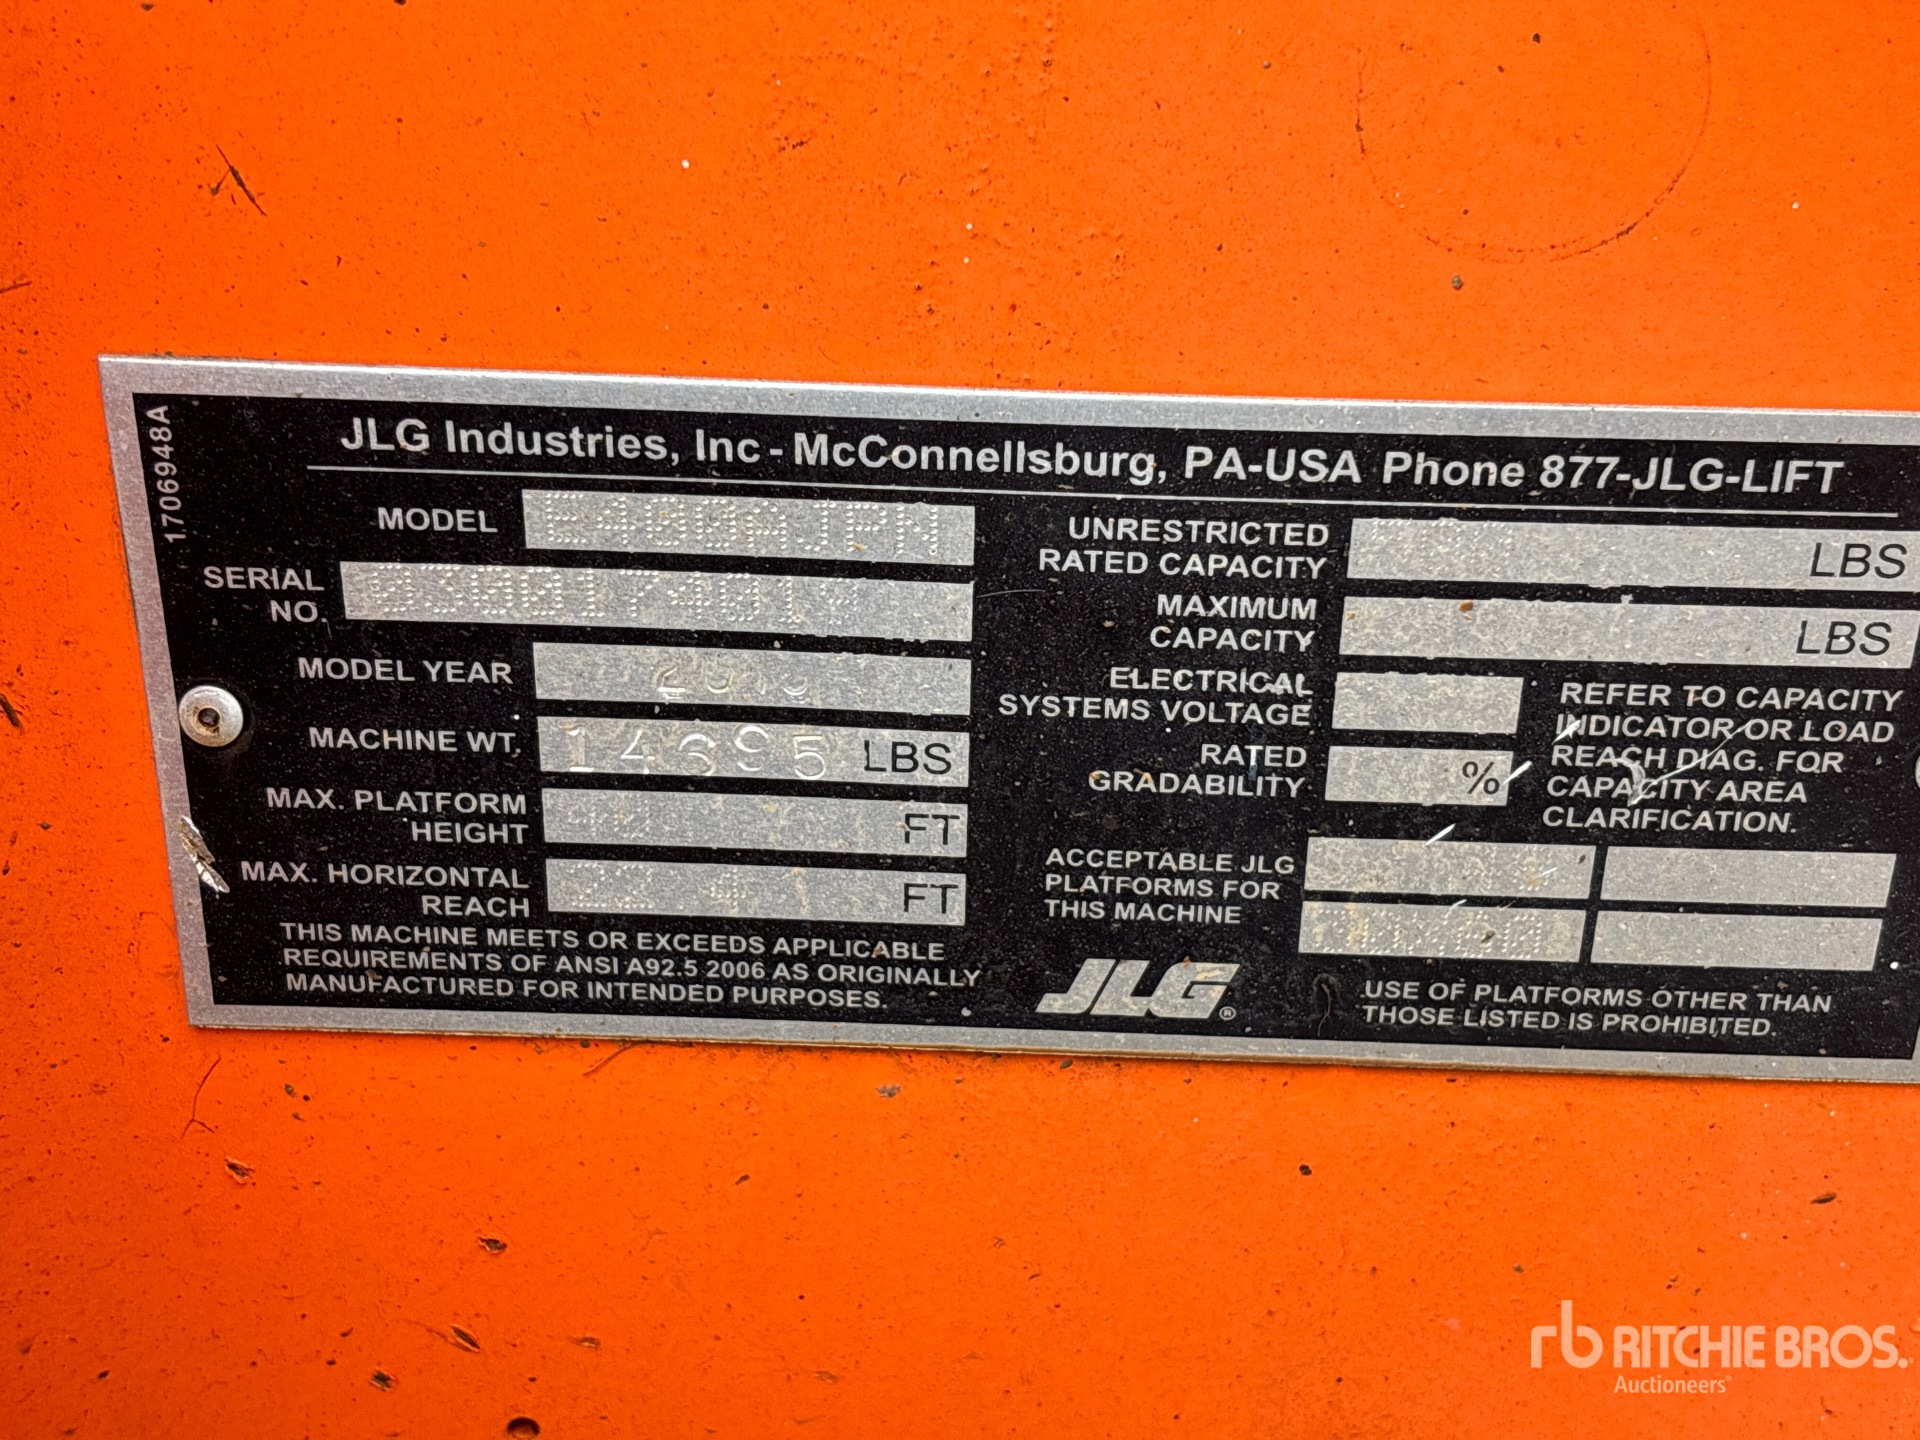 1706948A
JLG Industries, Inc - McConnellsburg, PA-USA Phone 877-JLG-LIFT
MODEL E400AJPN
SERIAL
NO.
MODEL YEAR
MACHINE WT. LBS
MAX. PLATFORM
HEIGHT FT
MAX. HORIZONTAL
REACH FT
THIS MACHINE MEETS OR EXCEEDS APPLICABLE
REQUIREMENTS OF ANSI A92.5 2006 AS ORIGINALLY
MANUFACTURED FOR INTENDED PURPOSES.
UNRESTRICTED
RATED CAPACITY LBS
MAXIMUM
CAPACITY LBS
ELECTRICAL
SYSTEMS VOLTAGE
RATED
GRADABILITY %
REFER TO CAPACITY
INDICATOR OR LOAD
REACH DIAG. FOR
CAPACITY AREA
CLARIFICATION.
ACCEPTABLE JLG
PLATFORMS FOR
THIS MACHINE
JLG®
USE OF PLATFORMS OTHER THAN
THOSE LISTED IS PROHIBITED.
rb RITCHIE BROS.
Auctioneers